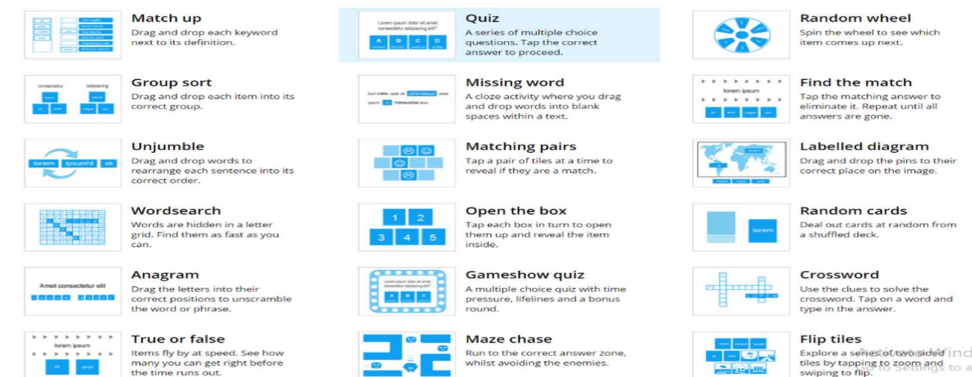 Match up
Drag and drop each keyword
next to its definition.
Quiz
A series of multiple choice
questions. Tap the correct
answer to proceed.
Random wheel
Spin the wheel to see which
item comes up next.
Group sort
Drag and drop each item into its
correct group.
Missing word
A cloze activity where you drag
and drop words into blank
spaces within a text.
Find the match
Tap the matching answer to
eliminate it. Repeat until all
answers are gone.
Unjumble
Drag and drop words to
rearrange each sentence into its
correct order.
Matching pairs
Tap a pair of tiles at a time to
reveal if they are a match.
Labelled diagram
Drag and drop the pins to their
correct place on the image.
Wordsearch
Words are hidden in a letter
grid. Find them as fast as you
can.
Open the box
Tap each box in turn to open
them up and reveal the item
inside.
1 2
3 4 5
Random cards
Deal out cards at random from
a shuffled deck.
Anagram
Drag the letters into their
correct positions to unscramble
the word or phrase.
Amet consectetur elit
Gameshow quiz
A multiple choice quiz with time
pressure, lifelines and a bonus
round.
Crossword
Use the clues to solve the
crossword. Tap on a word and
type in the answer.
True or false
Items fly by at speed. See how
many you can get right before
the time runs out.
lorem ipsum
Maze chase
Run to the correct answer zone,
whilst avoiding the enemies.
Flip tiles
Explore a series of two sided
tiles by tapping to zoom and
swiping to flip.